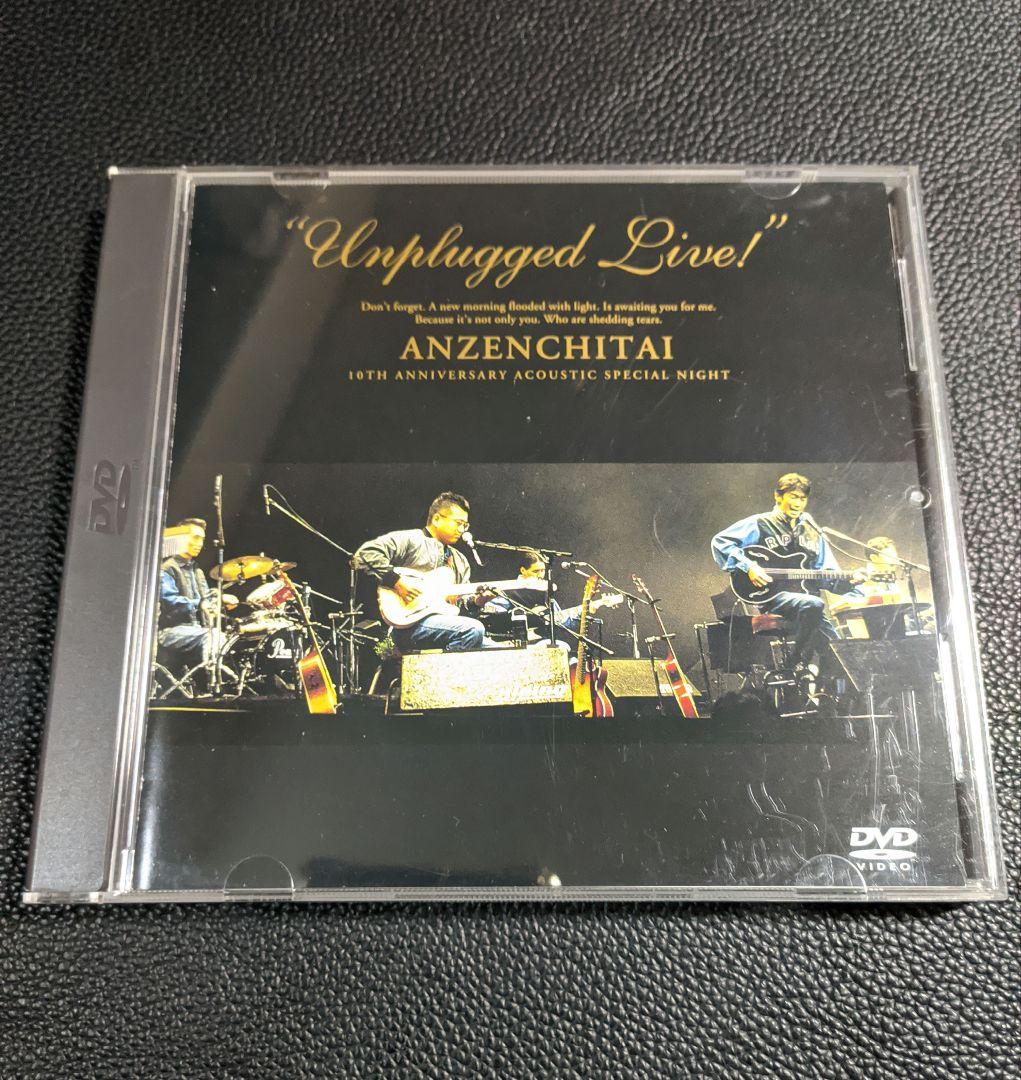 "Unplugged Live!"
Don't forget. A new morning flooded with light. Is awaiting you for me.
Because it's not only you. Who are shedding tears.
ANZENCHITAI
10TH ANNIVERSARY ACOUSTIC SPECIAL NIGHT
DVD
DVD
VIDEO